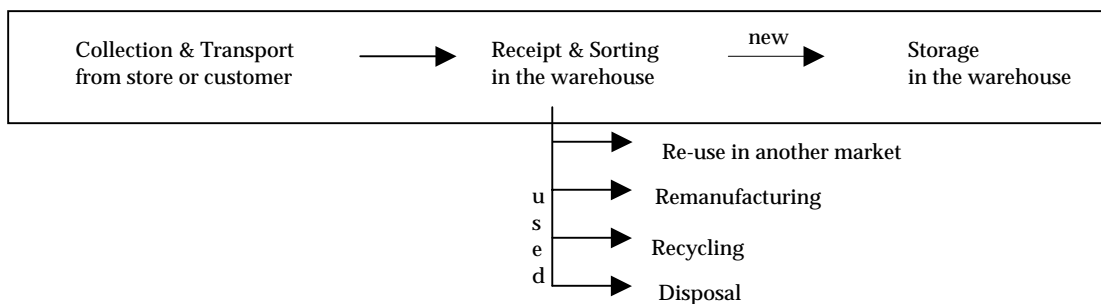 Collection & Transport
from store or customer
Receipt & Sorting
in the warehouse
new
Storage
in the warehouse
used
Re-use in another market
Remanufacturing
Recycling
Disposal